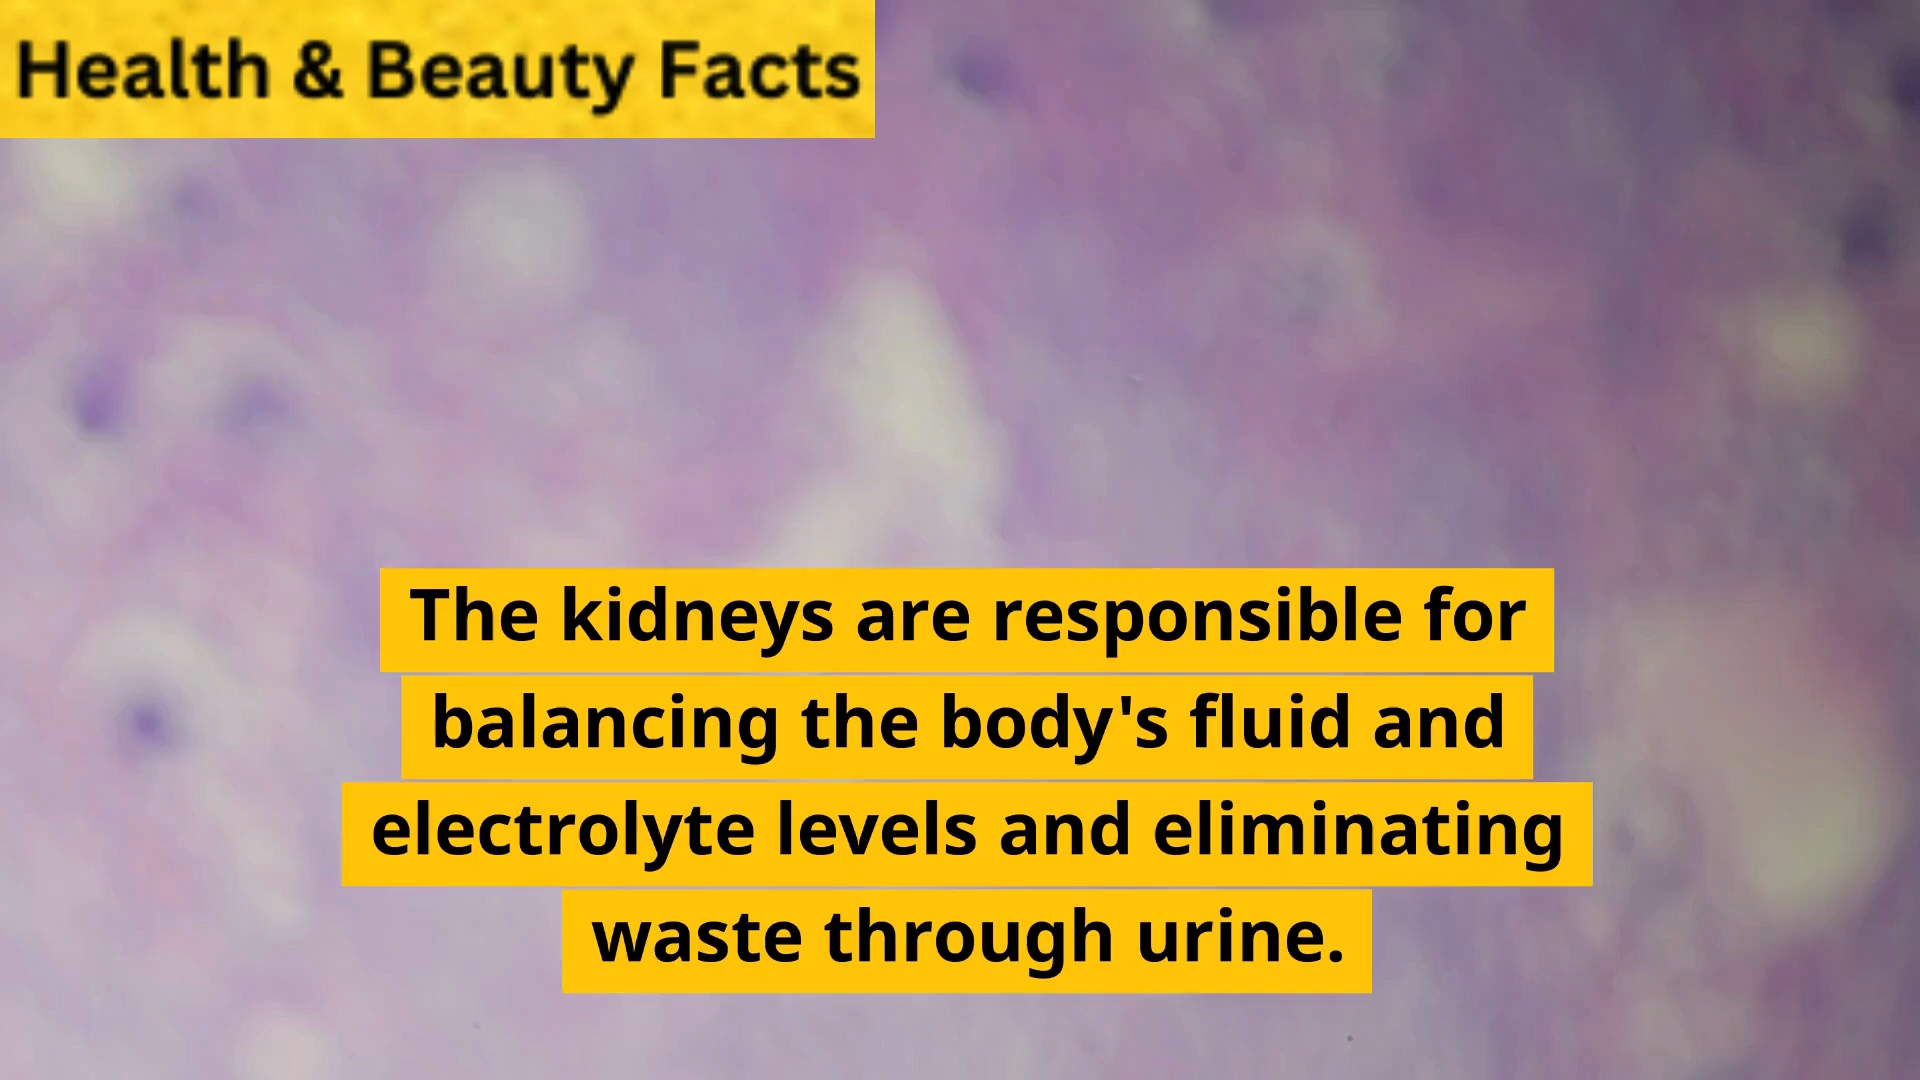 Health & Beauty Facts
The kidneys are responsible for
balancing the body's fluid and
electrolyte levels and eliminating
waste through urine.